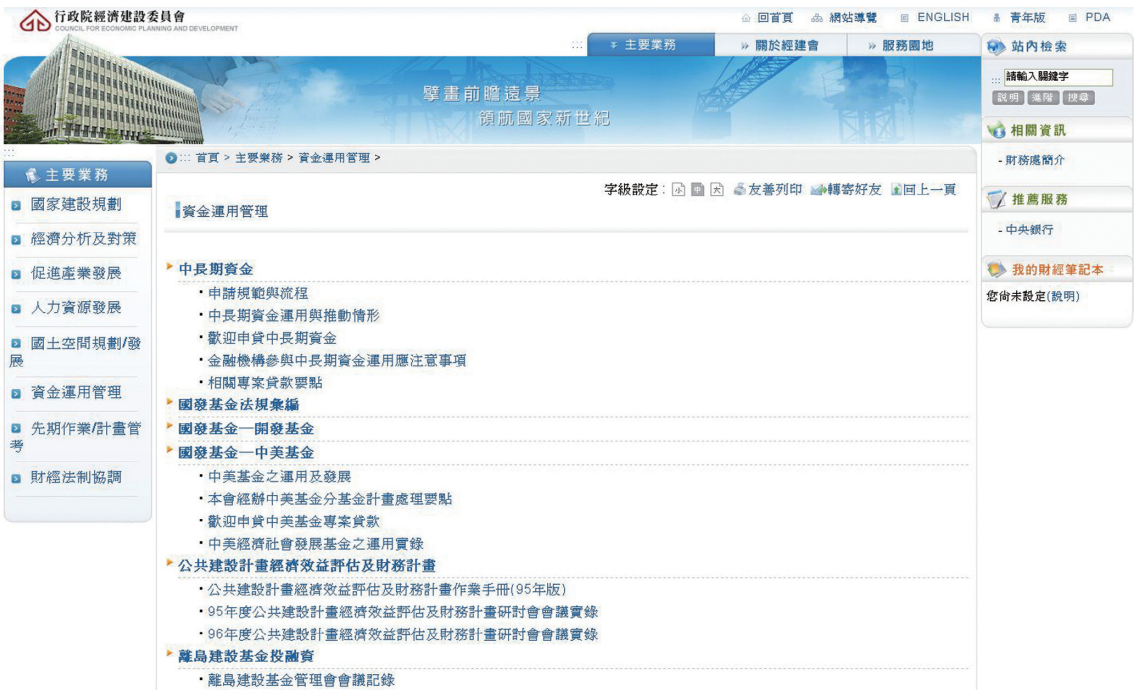 行政院經濟建設委員會
COUNCIL FOR ECONOMIC PLANNING AND DEVELOPMENT
回首頁 網站導覽 ENGLISH 青年版 PDA
主要業務 關於經建會 服務園地
擘畫前瞻遠景
領航國家新世紀
站內檢索
請輸入關鍵字
說明 進階 搜尋
相關資訊
- 財務處簡介
推薦服務
- 中央銀行
我的財經筆記本
您尚未設定(說明)
主要業務
國家建設規劃
經濟分析及對策
促進產業發展
人力資源發展
國土空間規劃/發
展
資金運用管理
先期作業/計畫管
考
財經法制協調
::: 首頁 > 主要業務 > 資金運用管理 >
字級設定：小 中 大 友善列印 轉寄好友 回上一頁
資金運用管理
中長期資金
・申請規範與流程
・中長期資金運用與推動情形
・歡迎申貸中長期資金
・金融機構參與中長期資金運用應注意事項
・相關專案貸款要點
國發基金法規彙編
國發基金—開發基金
國發基金—中美基金
・中美基金之運用及發展
・本會經辦中美基金分基金計畫處理要點
・歡迎申貸中美基金專案貸款
・中美經濟社會發展基金之運用實錄
公共建設計畫經濟效益評估及財務計畫
・公共建設計畫經濟效益評估及財務計畫作業手冊(95年版)
・95年度公共建設計畫經濟效益評估及財務計畫研討會會議實錄
・96年度公共建設計畫經濟效益評估及財務計畫研討會會議實錄
離島建設基金投融資
・離島建設基金管理會會議記錄